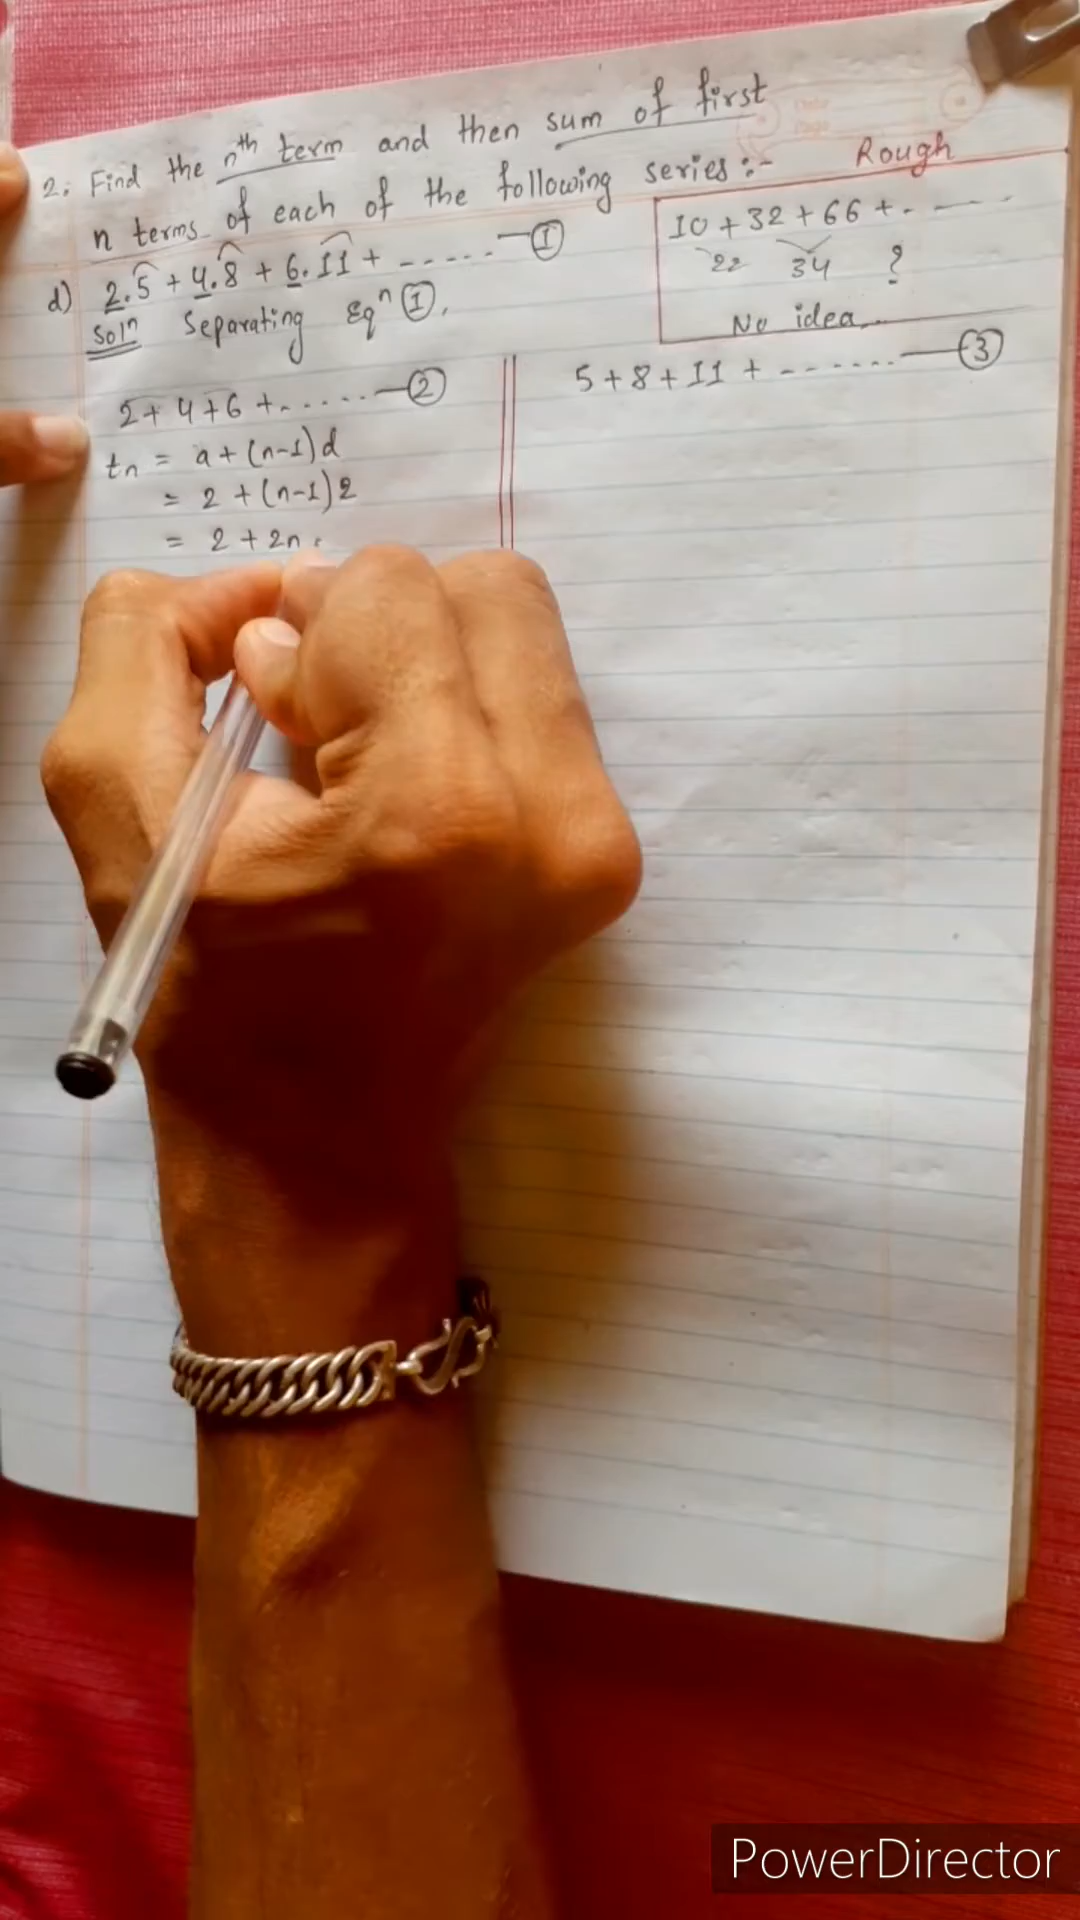 2. Find the nth term and then sum of first
n terms of each of the following series :-
Rough
d) 2.5 + 4.8 + 6.11 + ...... — ①
10 + 32 + 66 + . — — —
22 34 ?
No idea..
Solⁿ Separating Eqⁿ ①,
2 + 4 + 6 + ...... — ②
5 + 8 + 11 + ....... — ③
tn = a + (n-1)d
= 2 + (n-1)2
= 2 + 2n
PowerDirector